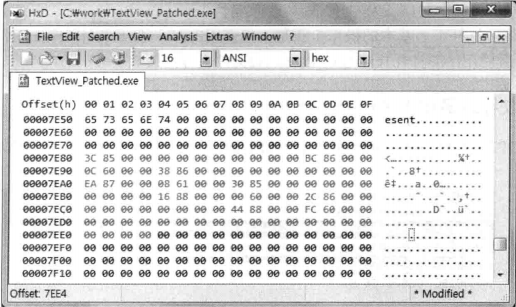 HxD - [C:₩work₩TextView_Patched.exe]
File Edit Search View Analysis Extras Window ?
16 ANSI hex
TextView_Patched.exe
Offset(h) 00 01 02 03 04 05 06 07 08 09 0A 0B 0C 0D 0E 0F
00007E50 65 73 65 6E 74 00 00 00 00 00 00 00 00 00 00 00 esent...........
00007E60 00 00 00 00 00 00 00 00 00 00 00 00 00 00 00 00 ................
00007E70 00 00 00 00 00 00 00 00 00 00 00 00 00 00 00 00 ................
00007E80 3C 85 00 00 00 00 00 00 00 00 00 00 BC 86 00 00 <…..........¼†..
00007E90 0C 60 00 00 38 86 00 00 00 00 00 00 00 00 00 00 .`..8†..........
00007EA0 EA 87 00 00 08 61 00 00 30 85 00 00 00 00 00 00 ê‡...a..0…......
00007EB0 00 00 00 00 16 88 00 00 00 60 00 00 2C 86 00 00 .....ˆ...`..,†..
00007EC0 00 00 00 00 00 00 00 00 44 88 00 00 FC 60 00 00 ........Dˆ..ü`..
00007ED0 00 00 00 00 00 00 00 00 00 00 00 00 00 00 00 00 ................
00007EE0 00 00 00 00 00 00 00 00 00 00 00 00 00 00 00 00 ................
00007EF0 00 00 00 00 00 00 00 00 00 00 00 00 00 00 00 00 ................
00007F00 00 00 00 00 00 00 00 00 00 00 00 00 00 00 00 00 ................
00007F10 00 00 00 00 00 00 00 00 00 00 00 00 00 00 00 00 ................
Offset: 7EE4 * Modified *